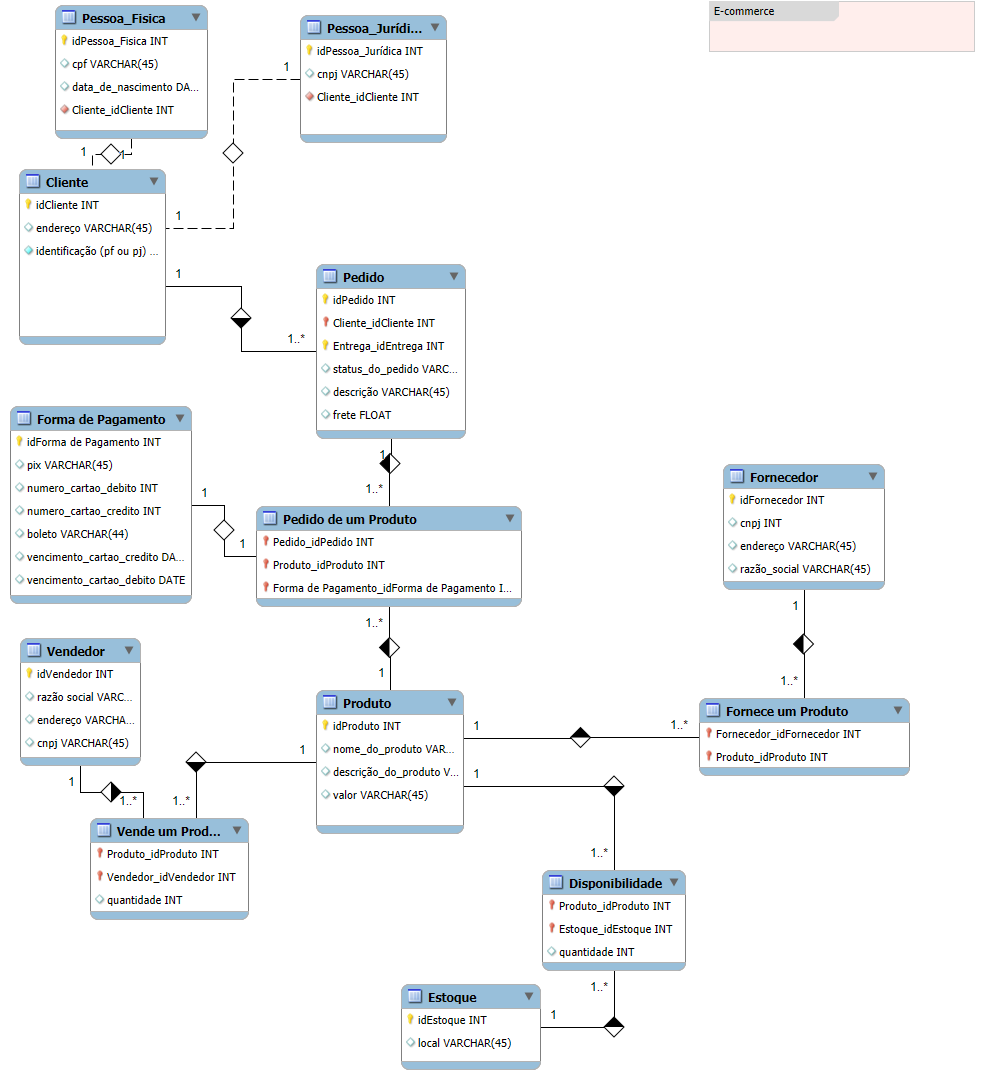 E-commerce
Pessoa_Fisica
idPessoa_Fisica INT
cpf VARCHAR(45)
data_de_nascimento DA...
Cliente_idCliente INT
Pessoa_Jurídi...
idPessoa_Jurídica INT
cnpj VARCHAR(45)
Cliente_idCliente INT
1
1
1
Cliente
idCliente INT
endereço VARCHAR(45)
identificação (pf ou pj) ...
1
1
1..*
Pedido
idPedido INT
Cliente_idCliente INT
Entrega_idEntrega INT
status_do_pedido VARC...
descrição VARCHAR(45)
frete FLOAT
1
1..*
Forma de Pagamento
idForma de Pagamento INT
pix VARCHAR(45)
numero_cartao_debito INT
numero_cartao_credito INT
boleto VARCHAR(44)
vencimento_cartao_credito DA...
vencimento_cartao_debito DATE
1
1
Pedido de um Produto
Pedido_idPedido INT
Produto_idProduto INT
Forma de Pagamento_idForma de Pagamento I...
1..*
1
Fornecedor
idFornecedor INT
cnpj INT
endereço VARCHAR(45)
razão_social VARCHAR(45)
1
1..*
Vendedor
idVendedor INT
razão social VARC...
endereço VARCHA...
cnpj VARCHAR(45)
1
1..*
Produto
idProduto INT
nome_do_produto VAR...
descrição_do_produto V...
valor VARCHAR(45)
1
1..*
1
1..*
1
1..*
Fornece um Produto
Fornecedor_idFornecedor INT
Produto_idProduto INT
Vende um Prod...
Produto_idProduto INT
Vendedor_idVendedor INT
quantidade INT
Disponibilidade
Produto_idProduto INT
Estoque_idEstoque INT
quantidade INT
1..*
1
Estoque
idEstoque INT
local VARCHAR(45)